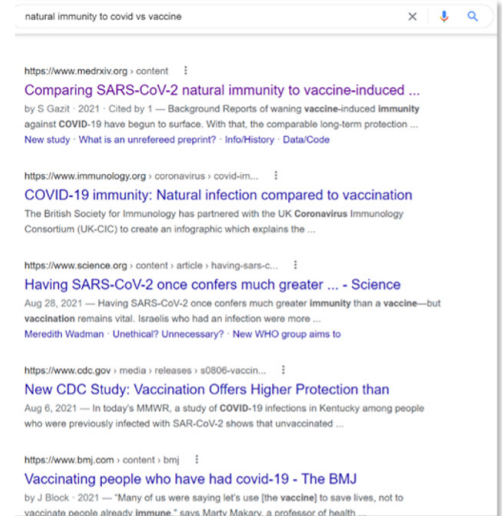 natural immunity to covid vs vaccine
https://www.medrxiv.org › content
Comparing SARS-CoV-2 natural immunity to vaccine-induced ...
by S Gazit · 2021 · Cited by 1 — Background Reports of waning vaccine-induced immunity
against COVID-19 have begun to surface. With that, the comparable long-term protection ...
New study · What is an unrefereed preprint? · Info/History · Data/Code
https://www.immunology.org › coronavirus › covid-im...
COVID-19 immunity: Natural infection compared to vaccination
The British Society for Immunology has partnered with the UK Coronavirus Immunology
Consortium (UK-CIC) to create an infographic which explains the ...
https://www.science.org › content › article › having-sars-c...
Having SARS-CoV-2 once confers much greater ... - Science
Aug 28, 2021 — Having SARS-CoV-2 once confers much greater immunity than a vaccine—but
vaccination remains vital. Israelis who had an infection were more ...
Meredith Wadman · Unethical? Unnecessary? · New WHO group aims to
https://www.cdc.gov › media › releases › s0806-vaccin...
New CDC Study: Vaccination Offers Higher Protection than
Aug 6, 2021 — In today's MMWR, a study of COVID-19 infections in Kentucky among people
who were previously infected with SAR-CoV-2 shows that unvaccinated ...
https://www.bmj.com › content › bmj
Vaccinating people who have had covid-19 - The BMJ
by J Block · 2021 — "Many of us were saying let's use [the vaccine] to save lives, not to
vaccinate people already immune," says Marty Makary, a professor of health ...